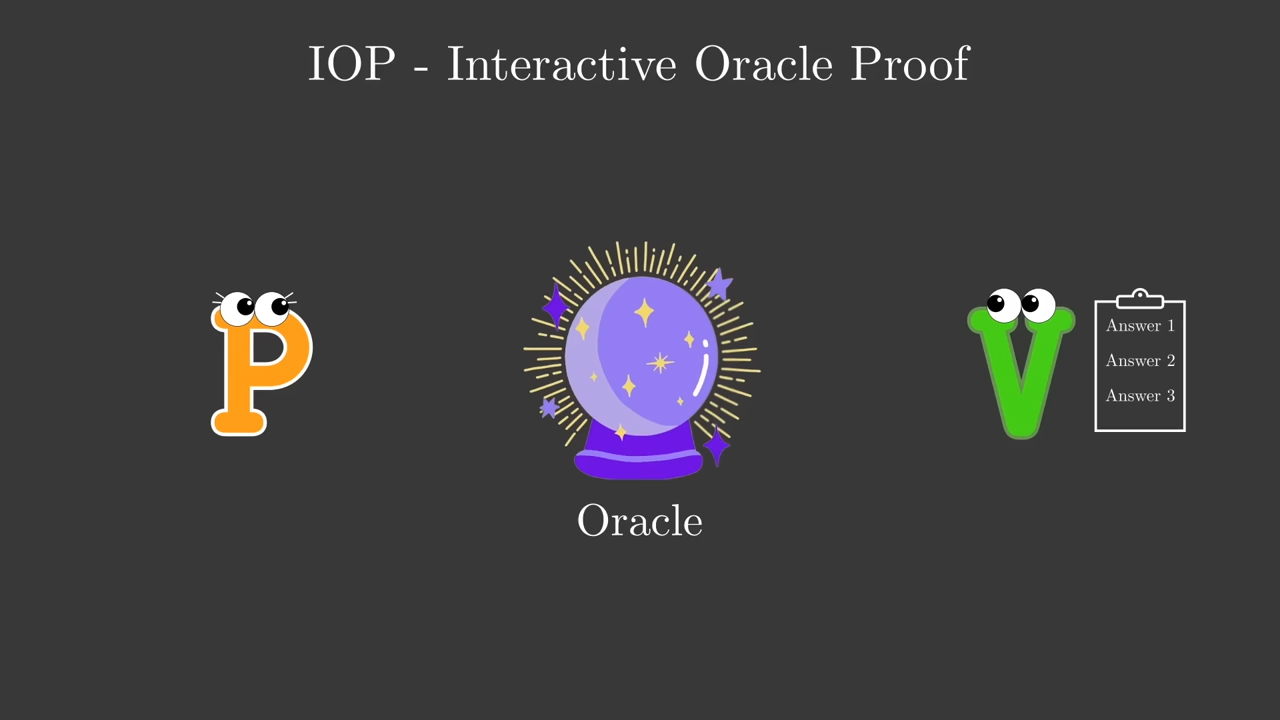 IOP - Interactive Oracle Proof
P
V
Answer 1
Answer 2
Answer 3
Oracle